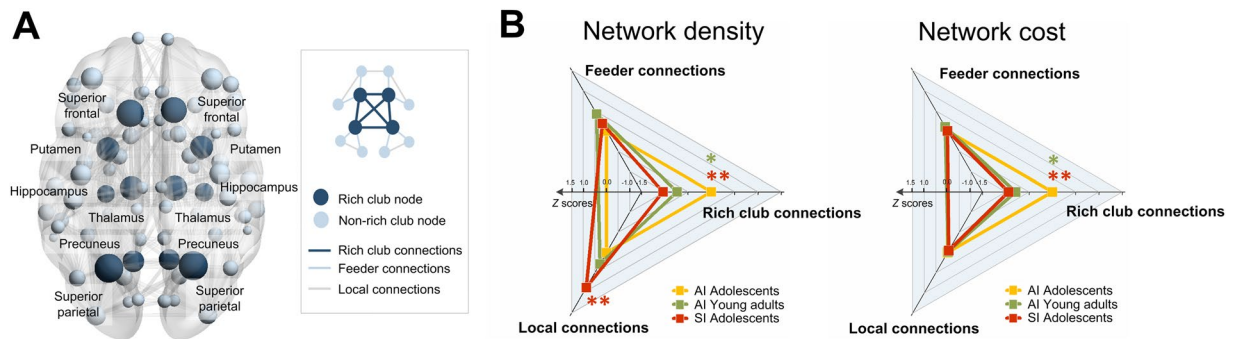 A
Superior
frontal
Superior
frontal
Putamen
Putamen
Hippocampus
Hippocampus
Thalamus
Thalamus
Precuneus
Precuneus
Superior
parietal
Superior
parietal
Rich club node
Non-rich club node
Rich club connections
Feeder connections
Local connections
B
Network density
Feeder connections
*
**
1.5 1.0 0.0 -1.0 -1.5
Z scores
Rich club connections
**
Local connections
AI Adolescents
AI Young adults
SI Adolescents
Network cost
Feeder connections
*
**
1.5 1.0 0.0 -1.0 -1.5
Z scores
Rich club connections
Local connections
AI Adolescents
AI Young adults
SI Adolescents